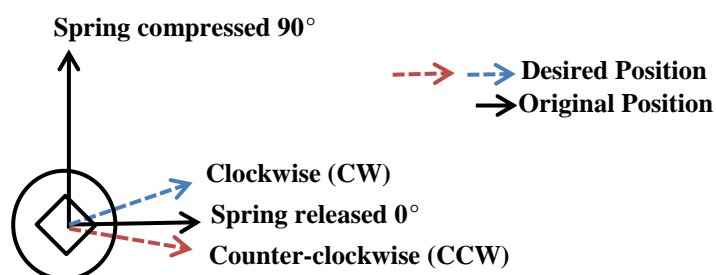 Spring compressed 90°
Desired Position
Original Position
Clockwise (CW)
Spring released 0°
Counter-clockwise (CCW)